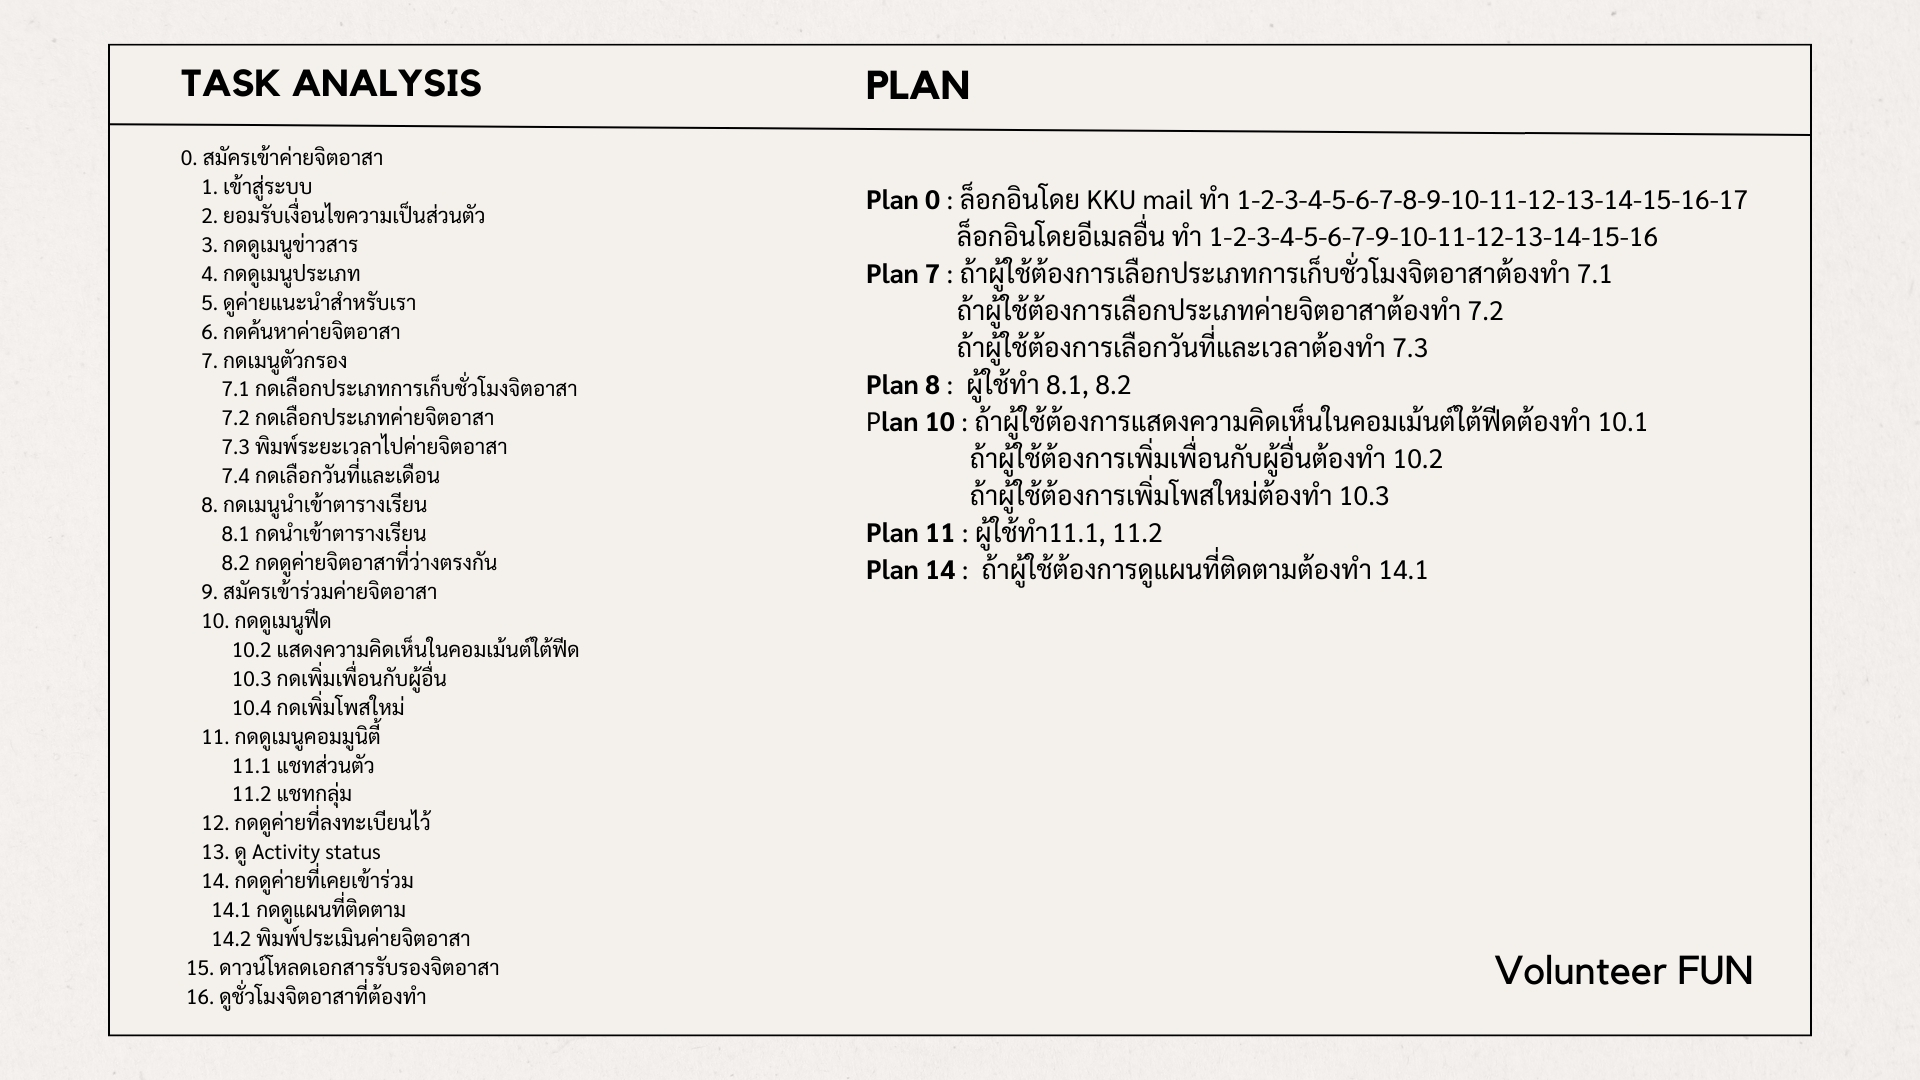 TASK ANALYSIS
0. สมัครเข้าค่ายจิตอาสา
1. เข้าสู่ระบบ
2. ยอมรับเงื่อนไขความเป็นส่วนตัว
3. กดดูเมนูข่าวสาร
4. กดดูเมนูประเภท
5. ดูค่ายแนะนำสำหรับเรา
6. กดค้นหาค่ายจิตอาสา
7. กดเมนูตัวกรอง
7.1 กดเลือกประเภทการเก็บชั่วโมงจิตอาสา
7.2 กดเลือกประเภทค่ายจิตอาสา
7.3 พิมพ์ระยะเวลาไปค่ายจิตอาสา
7.4 กดเลือกวันที่และเดือน
8. กดเมนูนำเข้าตารางเรียน
8.1 กดนำเข้าตารางเรียน
8.2 กดดูค่ายจิตอาสาที่ว่างตรงกัน
9. สมัครเข้าร่วมค่ายจิตอาสา
10. กดดูเมนูฟีด
10.2 แสดงความคิดเห็นในคอมเม้นต์ใต้ฟีด
10.3 กดเพิ่มเพื่อนกับผู้อื่น
10.4 กดเพิ่มโพสใหม่
11. กดดูเมนูคอมมูนิตี้
11.1 แชทส่วนตัว
11.2 แชทกลุ่ม
12. กดดูค่ายที่ลงทะเบียนไว้
13. ดู Activity status
14. กดดูค่ายที่เคยเข้าร่วม
14.1 กดดูแผนที่ติดตาม
14.2 พิมพ์ประเมินค่ายจิตอาสา
15. ดาวน์โหลดเอกสารรับรองจิตอาสา
16. ดูชั่วโมงจิตอาสาที่ต้องทำ
PLAN
Plan 0 : ล็อกอินโดย KKU mail ทำ 1-2-3-4-5-6-7-8-9-10-11-12-13-14-15-16-17
ล็อกอินโดยอีเมลอื่น ทำ 1-2-3-4-5-6-7-9-10-11-12-13-14-15-16
Plan 7 : ถ้าผู้ใช้ต้องการเลือกประเภทการเก็บชั่วโมงจิตอาสาต้องทำ 7.1
ถ้าผู้ใช้ต้องการเลือกประเภทค่ายจิตอาสาต้องทำ 7.2
ถ้าผู้ใช้ต้องการเลือกวันที่และเวลาต้องทำ 7.3
Plan 8 : ผู้ใช้ทำ 8.1, 8.2
Plan 10 : ถ้าผู้ใช้ต้องการแสดงความคิดเห็นในคอมเม้นต์ใต้ฟีดต้องทำ 10.1
ถ้าผู้ใช้ต้องการเพิ่มเพื่อนกับผู้อื่นต้องทำ 10.2
ถ้าผู้ใช้ต้องการเพิ่มโพสใหม่ต้องทำ 10.3
Plan 11 : ผู้ใช้ทำ11.1, 11.2
Plan 14 : ถ้าผู้ใช้ต้องการดูแผนที่ติดตามต้องทำ 14.1
Volunteer FUN